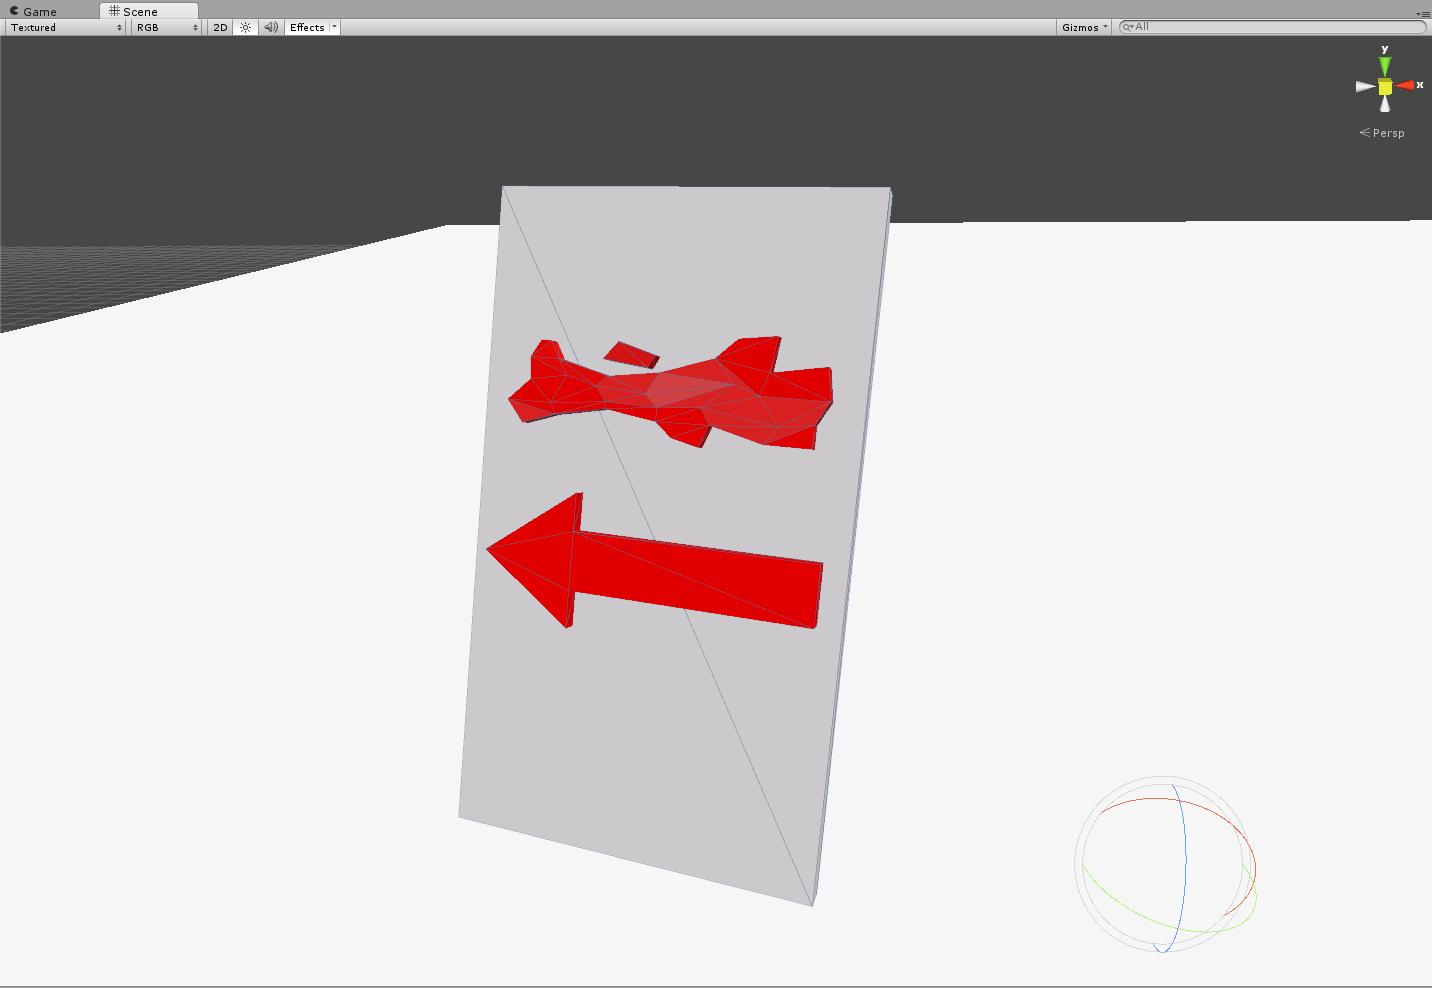 Game Scene
Textured RGB 2D Effects Gizmos All
y
x
Persp